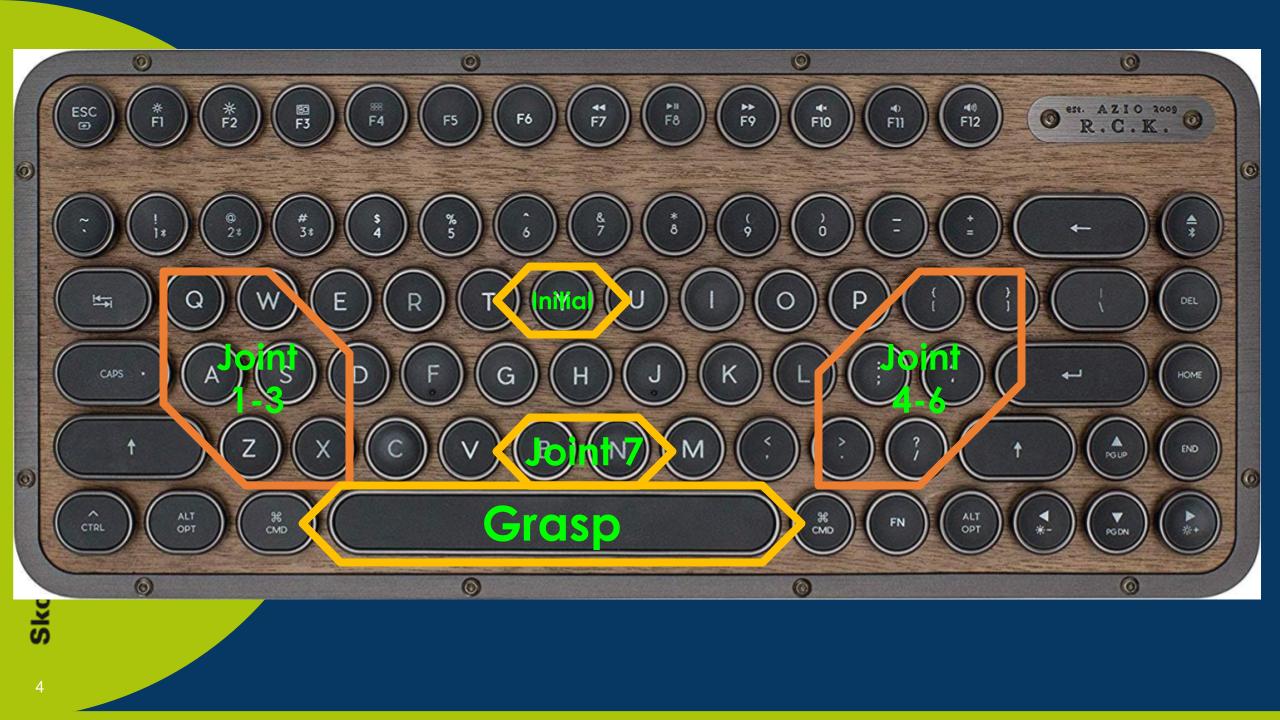 ESC F1 F2 F3 F4 F5 F6 F7 F8 F9 F10 F11 F12
est. AZIO 2009
R.C.K.
~ ! @ # $ % ^ & * ( ) – +
` 1 2 3 4 5 6 7 8 9 0 - = ←
Q W E R T Initial U I O P { } |
[ ] \ DEL
CAPS A S D F G H J K L ; HOME
Joint
1-3
Joint
4-6
↑ Z X C V Joint 7 M < > ? ↑ PG UP END
, . /
CTRL ALT OPT ⌘ CMD Grasp ⌘ CMD FN ALT OPT PG DN
Sko
4